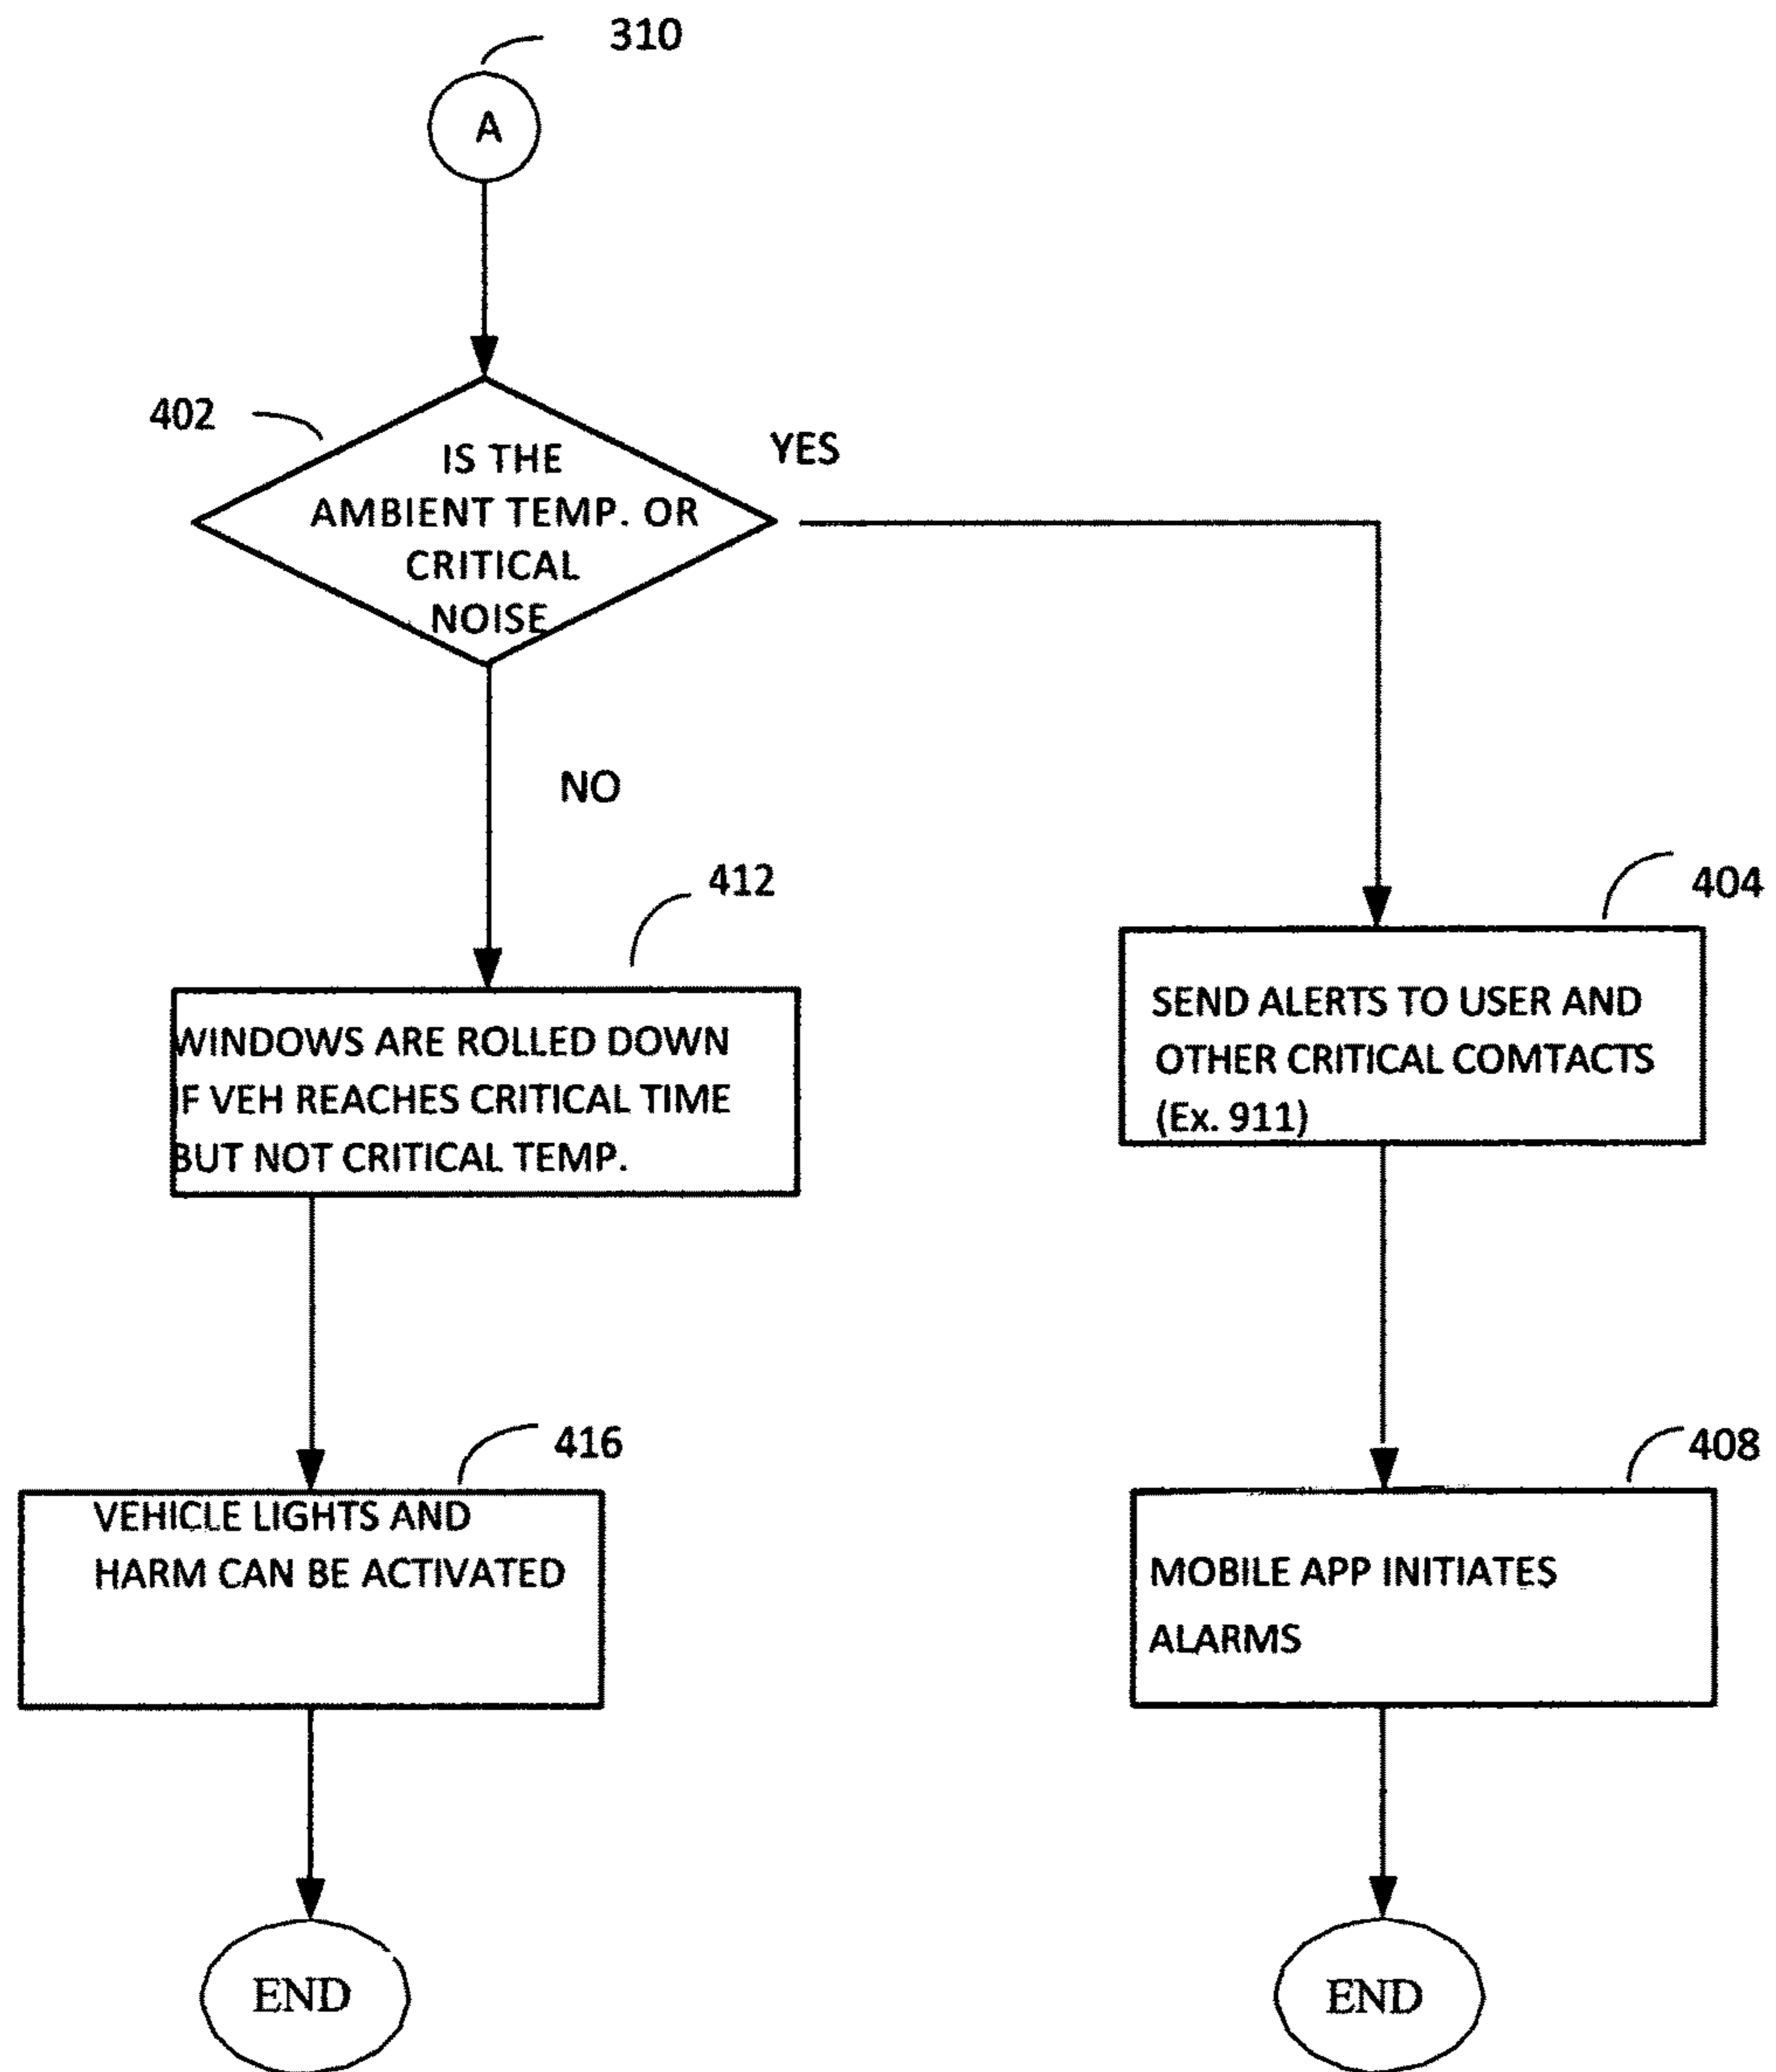 310
A
402
IS THE
AMBIENT TEMP. OR
CRITICAL
NOISE
YES
NO
412
WINDOWS ARE ROLLED DOWN
IF VEH REACHES CRITICAL TIME
BUT NOT CRITICAL TEMP.
404
SEND ALERTS TO USER AND
OTHER CRITICAL COMTACTS
(Ex. 911)
416
VEHICLE LIGHTS AND
HARM CAN BE ACTIVATED
408
MOBILE APP INITIATES
ALARMS
END
END